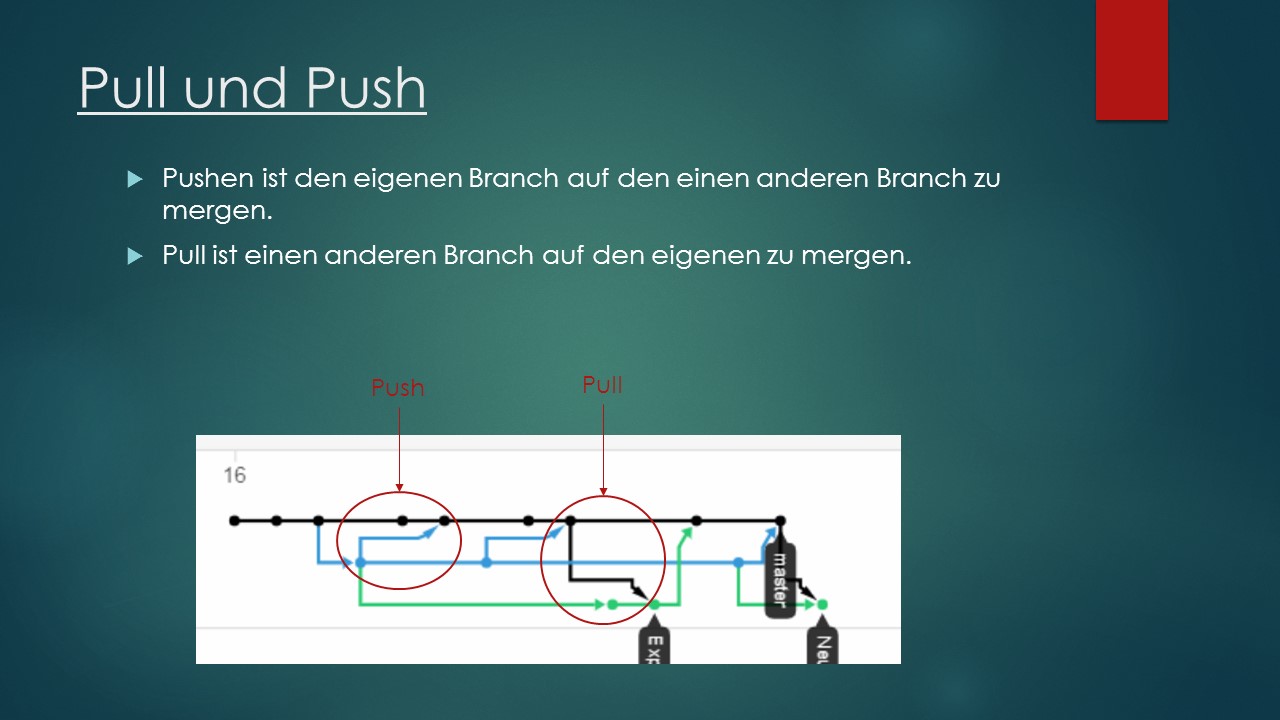 Pull und Push
Pushen ist den eigenen Branch auf den einen anderen Branch zu
mergen.
Pull ist einen anderen Branch auf den eigenen zu mergen.
Push
Pull
16
master
Exp
Neu